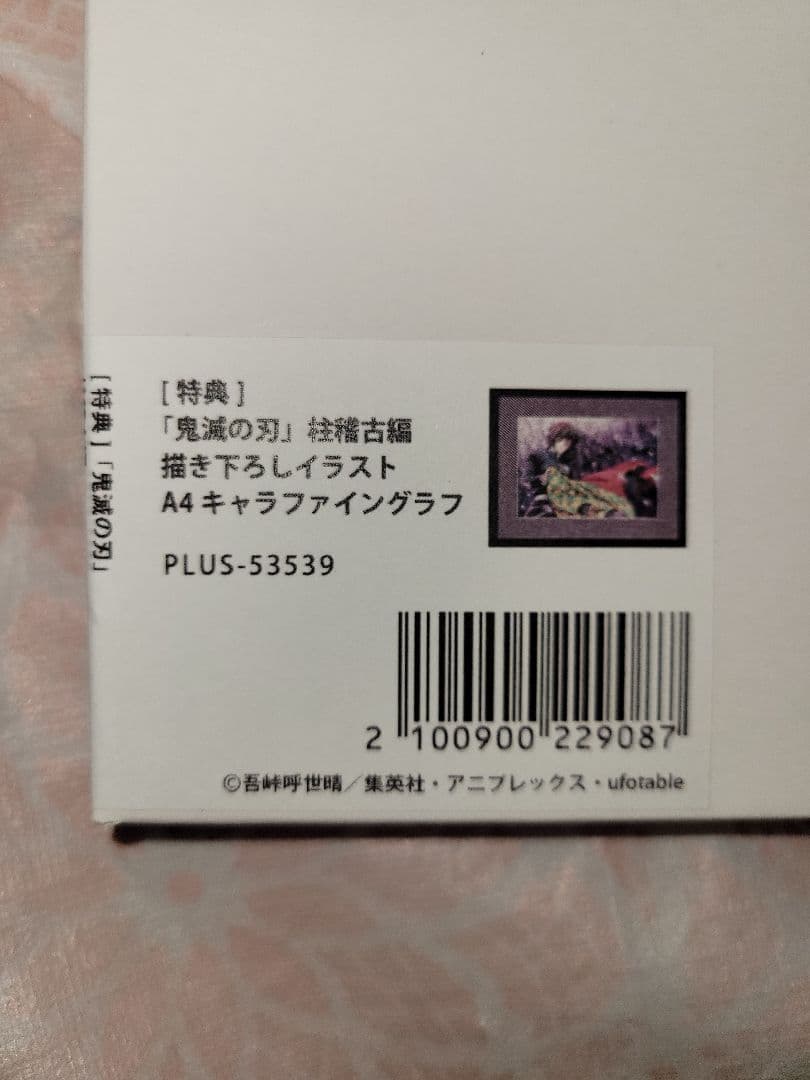 [ 特典 ]
「鬼滅の刃」柱稽古編
描き下ろしイラスト
A4キャラファイングラフ
PLUS-53539
2 100900 229087
©吾峠呼世晴／集英社・アニプレックス・ufotable
[ 特典 ] 「鬼滅の刃」